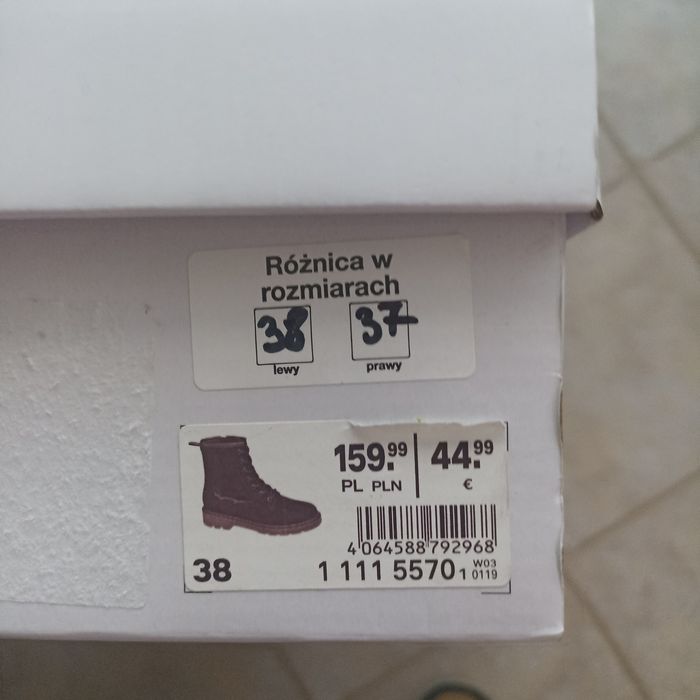 Różnica w
rozmiarach
38 37
lewy prawy
159.99 44.99
PL PLN €
4 064588 792968
38 1 111 5570 1 W03
0119